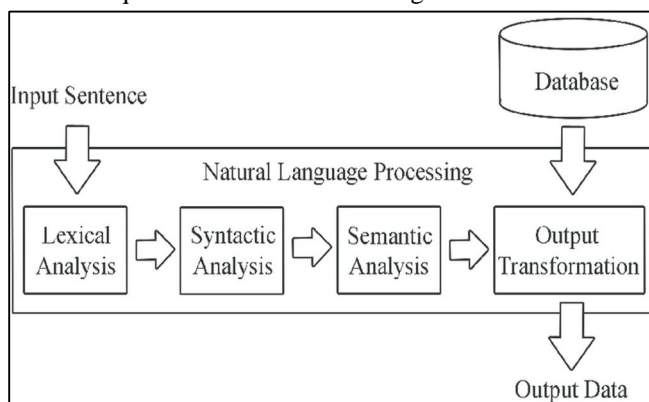 Database
Input Sentence
Natural Language Processing
Lexical
Analysis
Syntactic
Analysis
Semantic
Analysis
Output
Transformation
Output Data